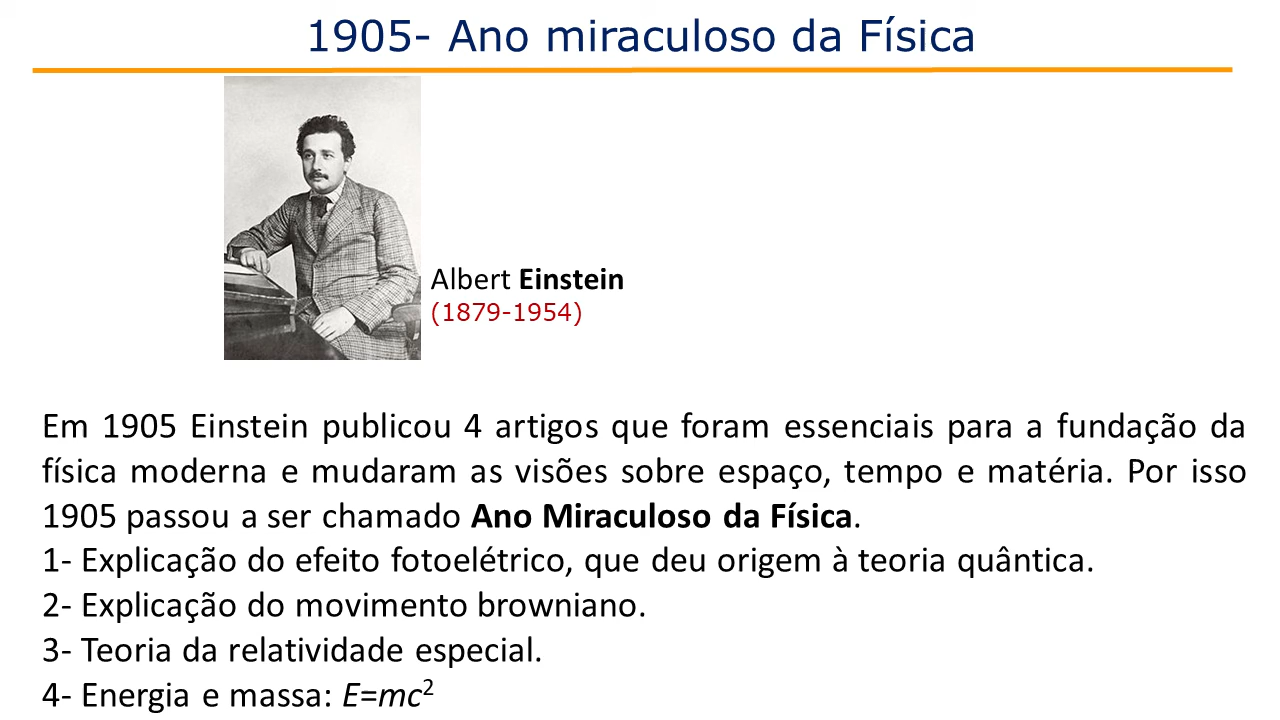 1905- Ano miraculoso da Física
Albert Einstein
(1879-1954)
Em 1905 Einstein publicou 4 artigos que foram essenciais para a fundação da
física moderna e mudaram as visões sobre espaço, tempo e matéria. Por isso
1905 passou a ser chamado Ano Miraculoso da Física.
1- Explicação do efeito fotoelétrico, que deu origem à teoria quântica.
2- Explicação do movimento browniano.
3- Teoria da relatividade especial.
4- Energia e massa: E=mc²